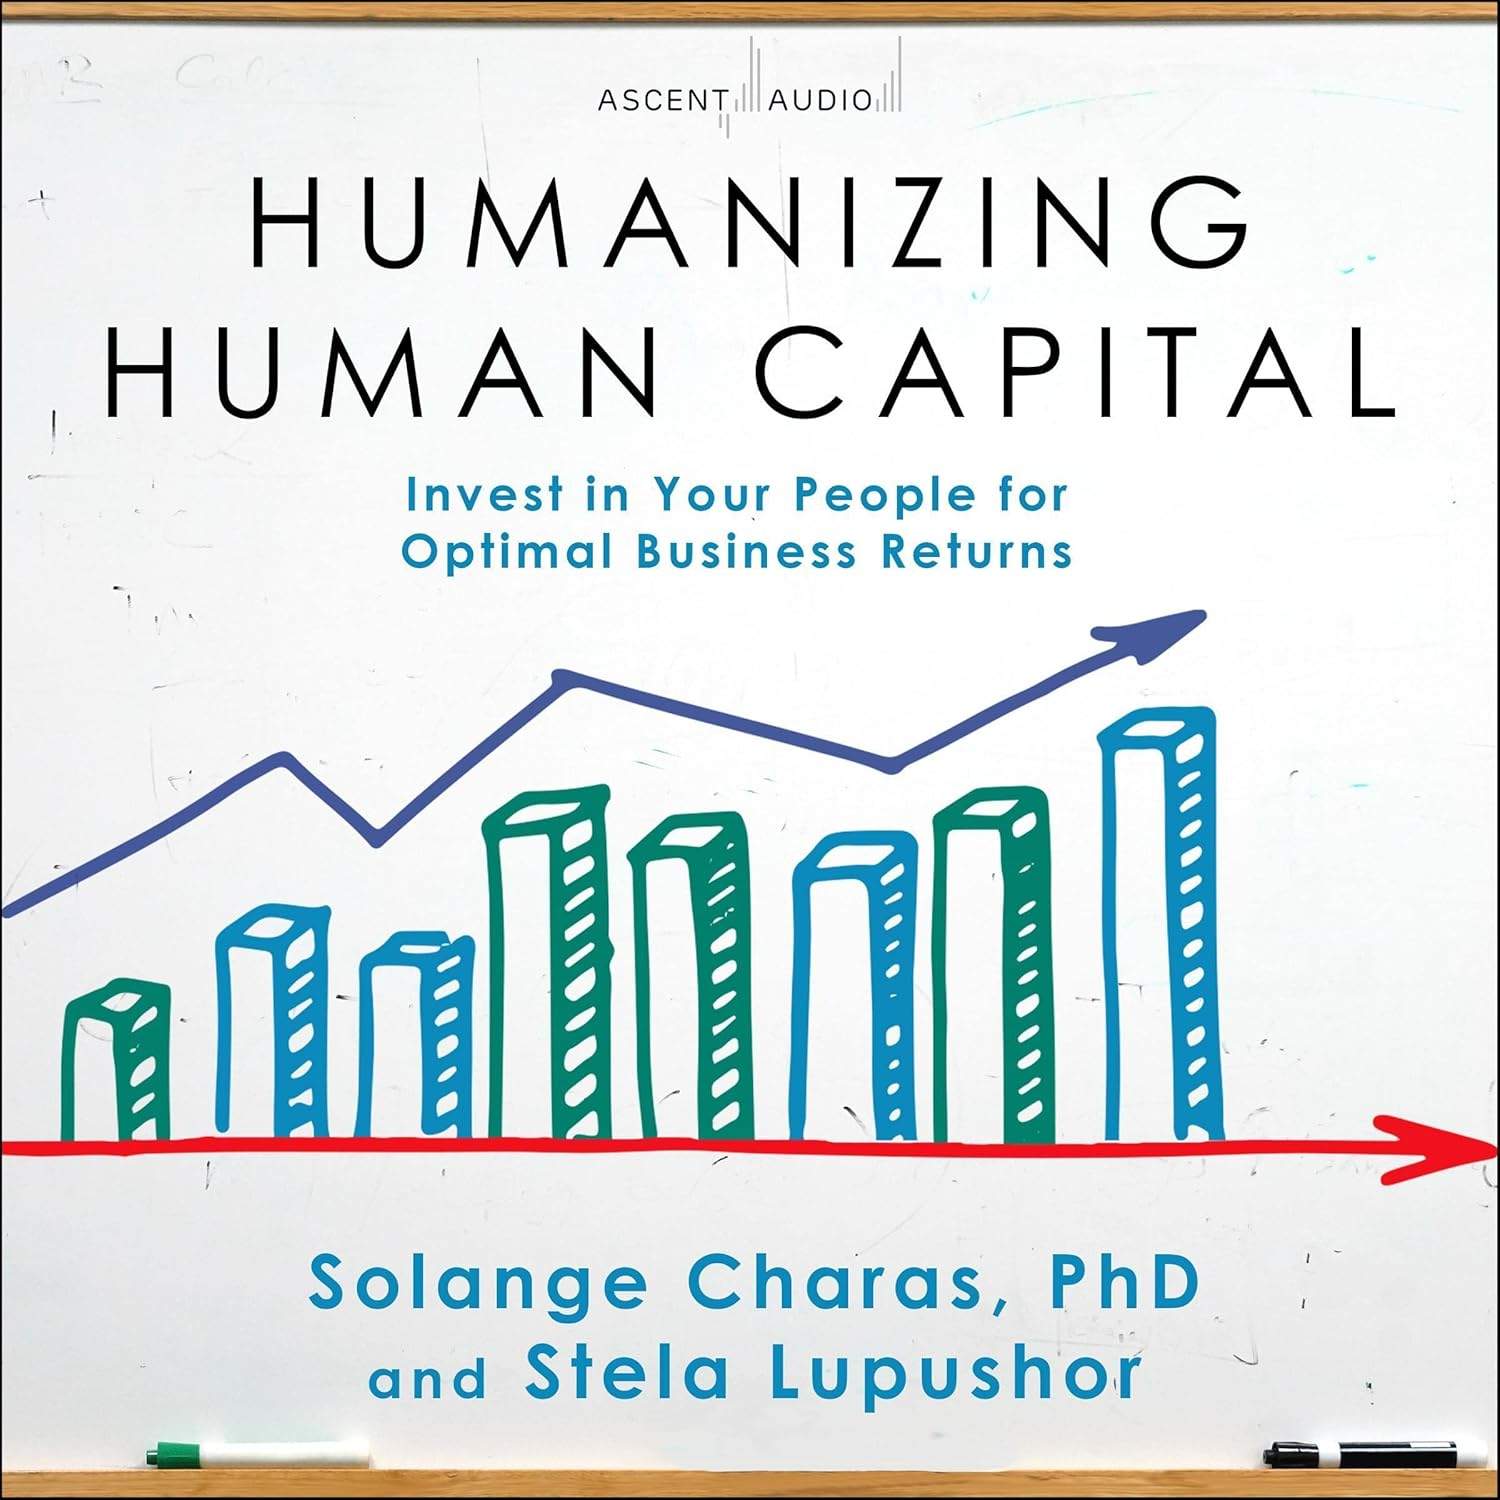 ASCENT AUDIO
HUMANIZING
HUMAN CAPITAL
Invest in Your People for
Optimal Business Returns
Solange Charas, PhD
and Stela Lupushor